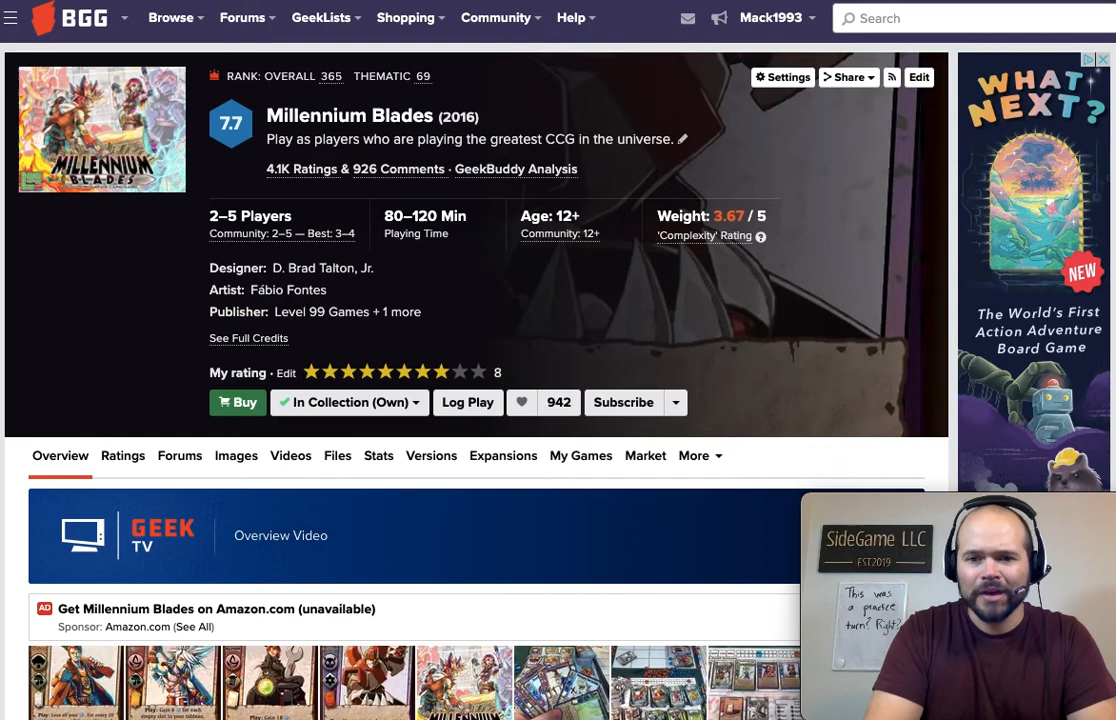 BGG Browse Forums GeekLists Shopping Community Help Mack1993 Search
RANK: OVERALL 365 THEMATIC 69
Settings Share Edit
7.7
Millennium Blades (2016)
Play as players who are playing the greatest CCG in the universe.
4.1K Ratings & 926 Comments · GeekBuddy Analysis
2–5 Players
Community: 2–5 — Best: 3–4
80–120 Min
Playing Time
Age: 12+
Community: 12+
Weight: 3.67 / 5
'Complexity' Rating ?
Designer: D. Brad Talton, Jr.
Artist: Fábio Fontes
Publisher: Level 99 Games + 1 more
See Full Credits
My rating · Edit 8
Buy In Collection (Own) Log Play 942 Subscribe
MILLENNIUM
BLADES
Overview Ratings Forums Images Videos Files Stats Versions Expansions My Games Market More
GEEK
TV
Overview Video
AD Get Millennium Blades on Amazon.com (unavailable)
Sponsor: Amazon.com (See All)
MILLENNIUM
WHAT
NEXT?
NEW
The World's First
Action Adventure
Board Game
SideGame LLC
EST2019
This was
a practice
turn? Right?